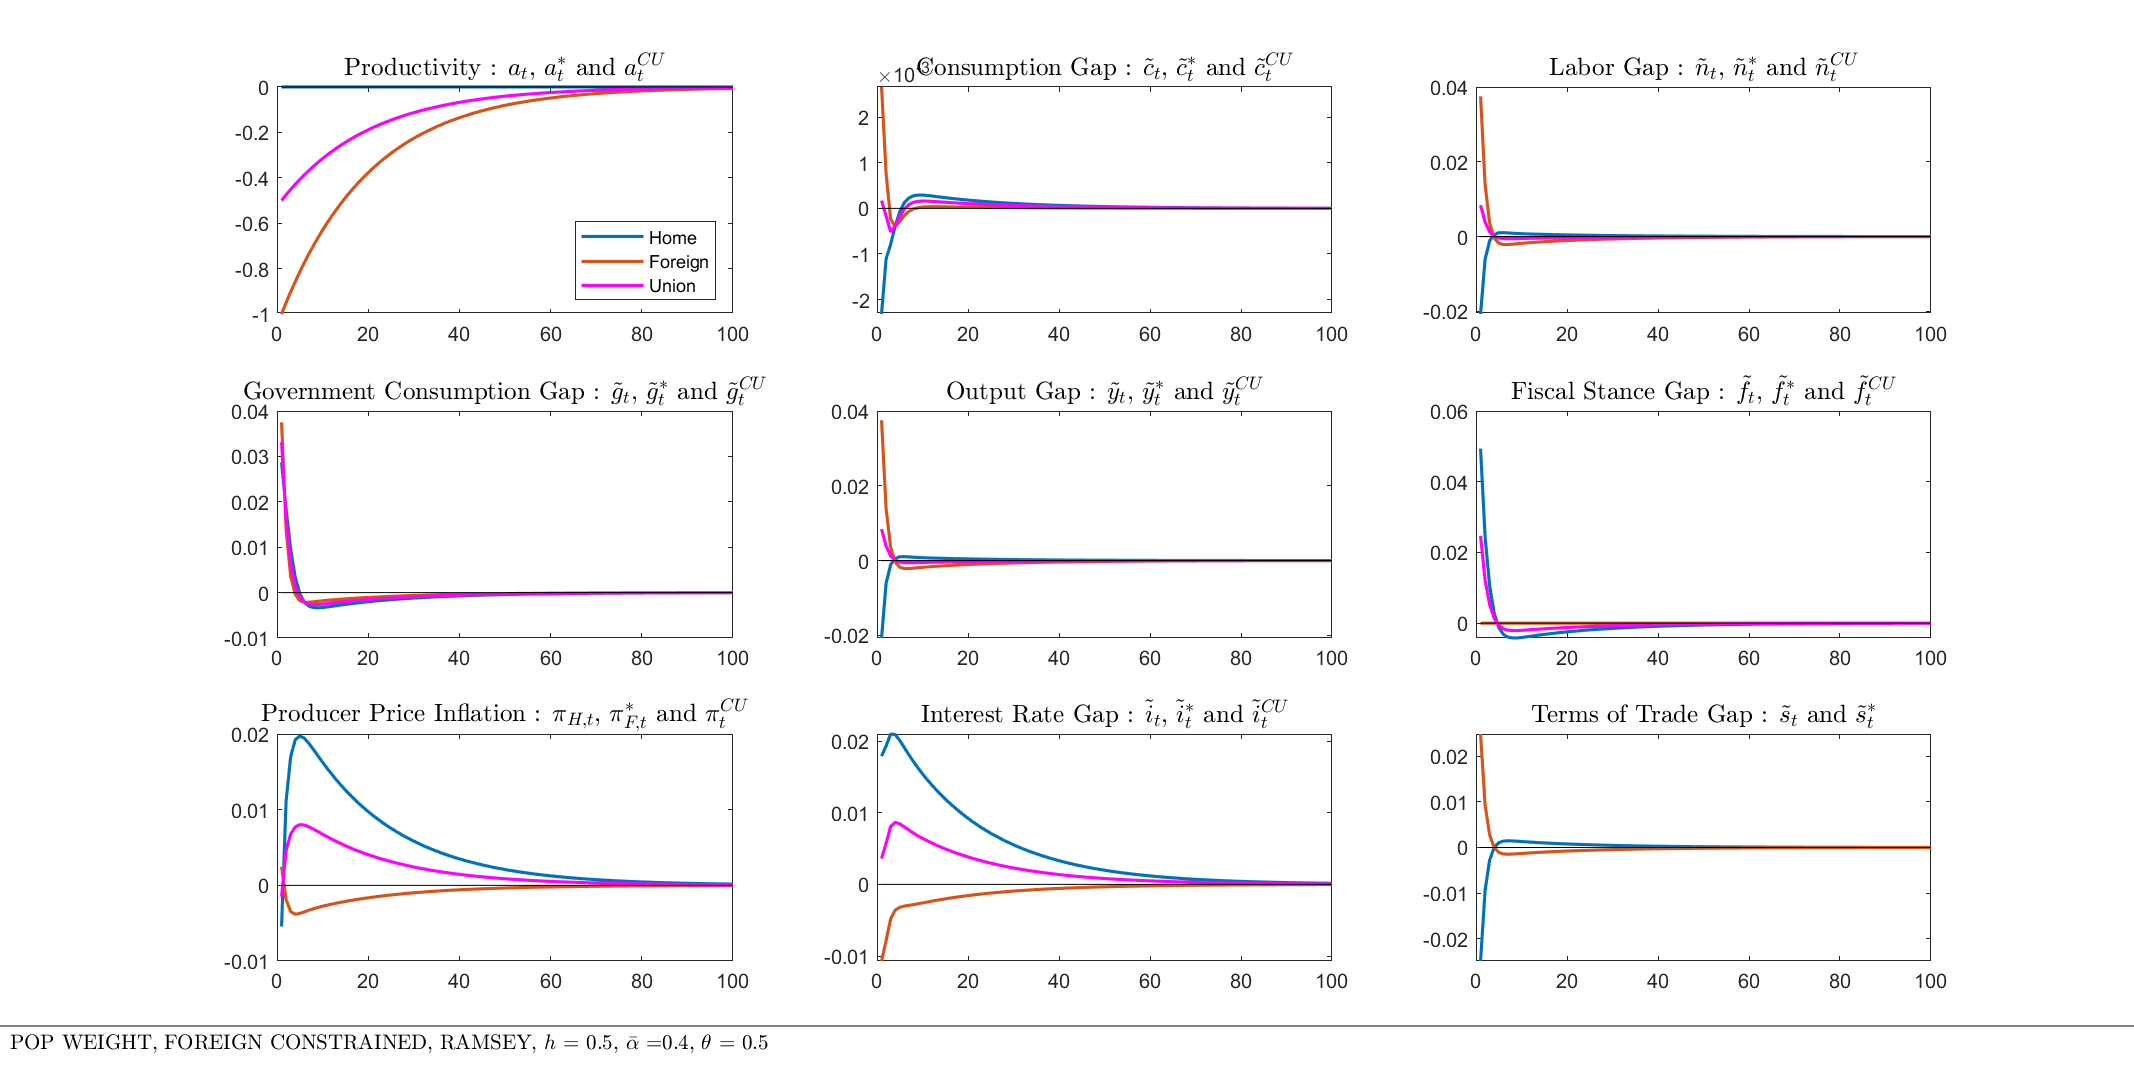 Productivity : a_t, a_t^* and a_t^{CU}
0
-0.2
-0.4
-0.6
-0.8
-1
0 20 40 60 80 100
Home
Foreign
Union
Consumption Gap : c̃_t, c̃_t^* and c̃_t^{CU}
2
1
0
-1
-2
0 20 40 60 80 100
Labor Gap : ñ_t, ñ_t^* and ñ_t^{CU}
0.04
0.02
0
-0.02
0 20 40 60 80 100
Government Consumption Gap : g̃_t, g̃_t^* and g̃_t^{CU}
0.04
0.03
0.02
0.01
0
-0.01
0 20 40 60 80 100
Output Gap : ỹ_t, ỹ_t^* and ỹ_t^{CU}
0.04
0.02
0
-0.02
0 20 40 60 80 100
Fiscal Stance Gap : f̃_t, f̃_t^* and f̃_t^{CU}
0.06
0.04
0.02
0
0 20 40 60 80 100
Producer Price Inflation : π_{H,t}, π_{F,t}^* and π_t^{CU}
0.02
0.01
0
-0.01
0 20 40 60 80 100
Interest Rate Gap : ĩ_t, ĩ_t^* and ĩ_t^{CU}
0.02
0.01
0
-0.01
0 20 40 60 80 100
Terms of Trade Gap : s̃_t and s̃_t^*
0.02
0.01
0
-0.01
-0.02
0 20 40 60 80 100
POP WEIGHT, FOREIGN CONSTRAINED, RAMSEY, h = 0.5, ᾱ =0.4, θ = 0.5